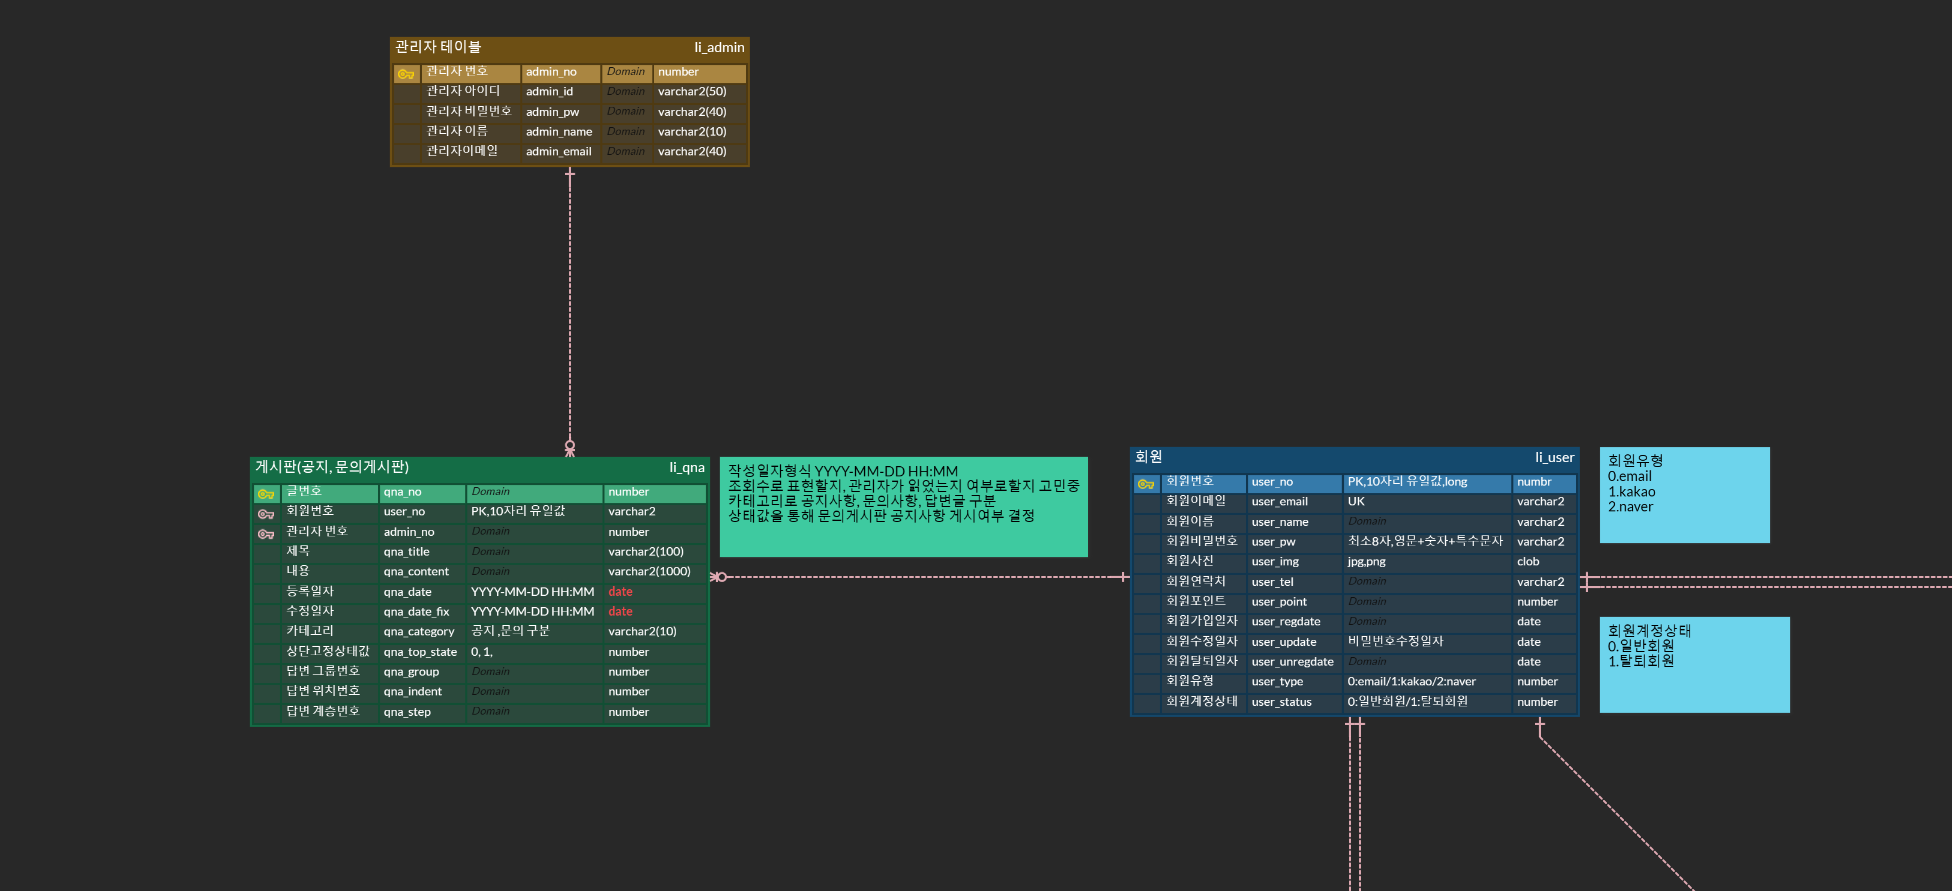 관리자 테이블 li_admin
관리자 번호 admin_no Domain number
관리자 아이디 admin_id Domain varchar2(50)
관리자 비밀번호 admin_pw Domain varchar2(40)
관리자 이름 admin_name Domain varchar2(10)
관리자이메일 admin_email Domain varchar2(40)
게시판(공지, 문의게시판) li_qna
글번호 qna_no Domain number
회원번호 user_no PK,10자리 유일값 varchar2
관리자 번호 admin_no Domain number
제목 qna_title Domain varchar2(100)
내용 qna_content Domain varchar2(1000)
등록일자 qna_date YYYY-MM-DD HH:MM date
수정일자 qna_date_fix YYYY-MM-DD HH:MM date
카테고리 qna_category 공지 ,문의 구분 varchar2(10)
상단고정상태값 qna_top_state 0, 1, number
답변 그룹번호 qna_group Domain number
답변 위치번호 qna_indent Domain number
답변 계층번호 qna_step Domain number
작성일자형식 YYYY-MM-DD HH:MM
조회수로 표현할지, 관리자가 읽었는지 여부로할지 고민중
카테고리로 공지사항, 문의사항, 답변글 구분
상태값을 통해 문의게시판 공지사항 게시여부 결정
회원 li_user
회원번호 user_no PK,10자리 유일값,long numbr
회원이메일 user_email UK varchar2
회원이름 user_name Domain varchar2
회원비밀번호 user_pw 최소8자,영문+숫자+특수문자 varchar2
회원사진 user_img jpg,png clob
회원연락처 user_tel Domain varchar2
회원포인트 user_point Domain number
회원가입일자 user_regdate Domain date
회원수정일자 user_update 비밀번호수정일자 date
회원탈퇴일자 user_unregdate Domain date
회원유형 user_type 0:email/1:kakao/2:naver number
회원계정상태 user_status 0:일반회원/1:탈퇴회원 number
회원유형
0.email
1.kakao
2.naver
회원계정상태
0.일반회원
1.탈퇴회원